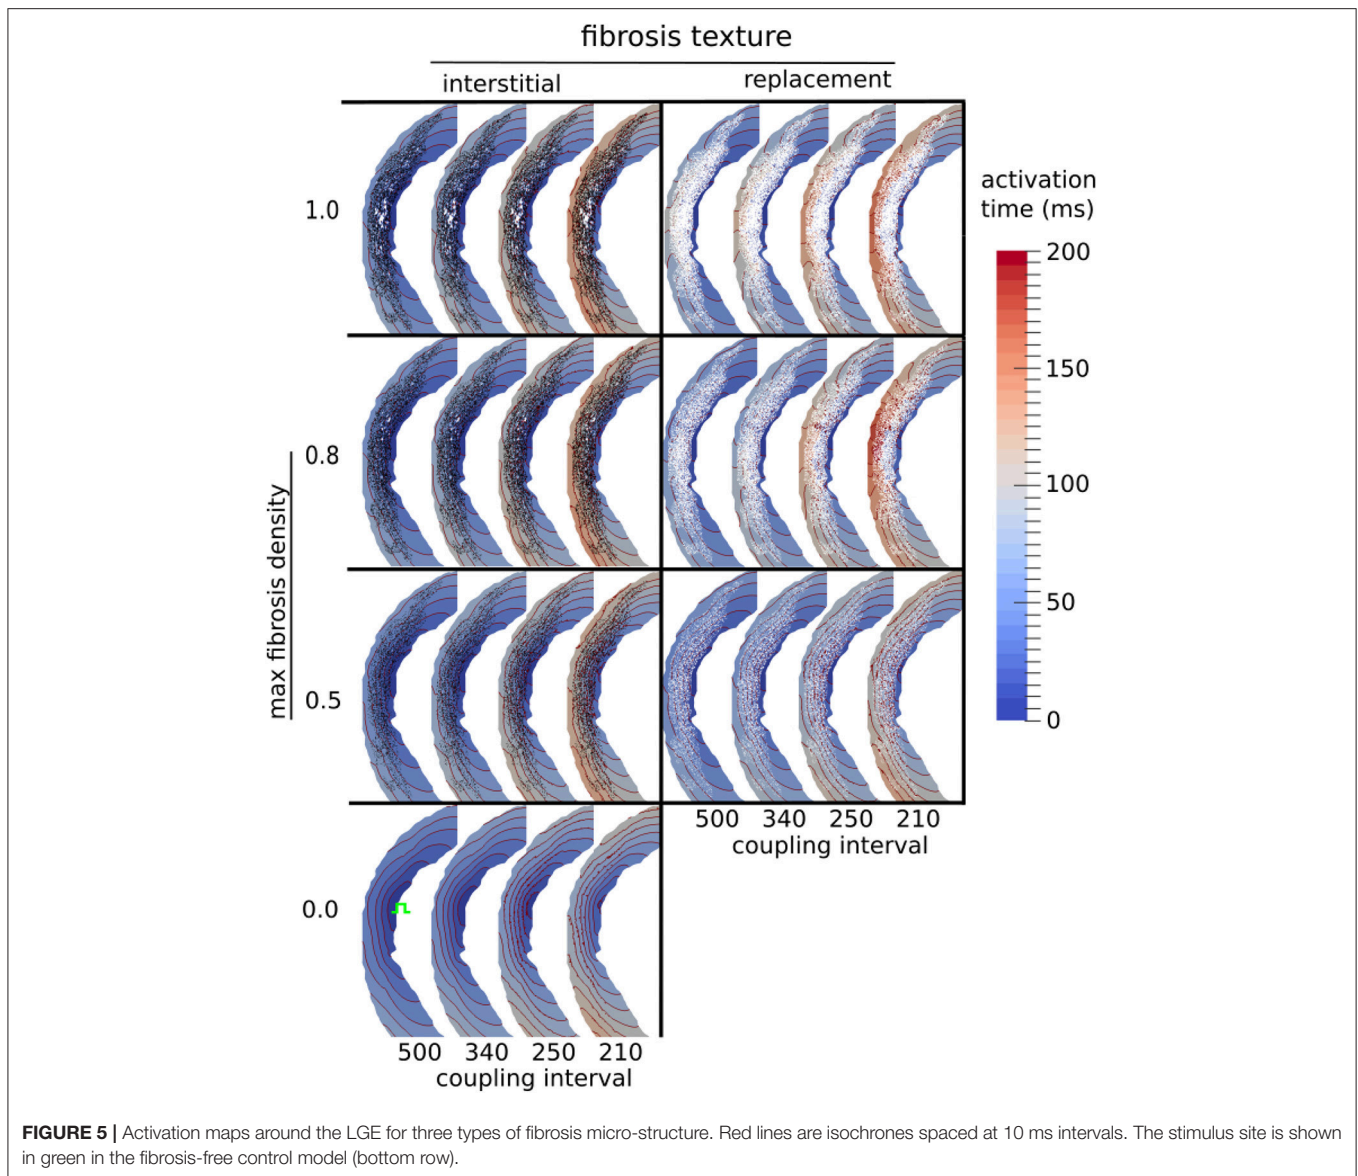 fibrosis texture
interstitial
replacement
activation
time (ms)
1.0
200
150
0.8
100
max fibrosis density
50
0.5
0
500 340 250 210
coupling interval
0.0
500 340 250 210
coupling interval
FIGURE 5 | Activation maps around the LGE for three types of fibrosis micro-structure. Red lines are isochrones spaced at 10 ms intervals. The stimulus site is shown
in green in the fibrosis-free control model (bottom row).